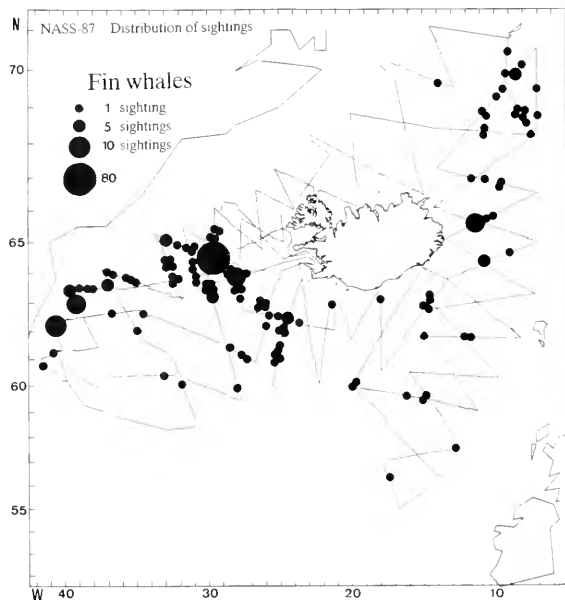 N NASS-87 Distribution of sightings
70
Fin whales
1 sighting
5 sightings
10 sightings
80
65
60
55
W 40 30 20 10